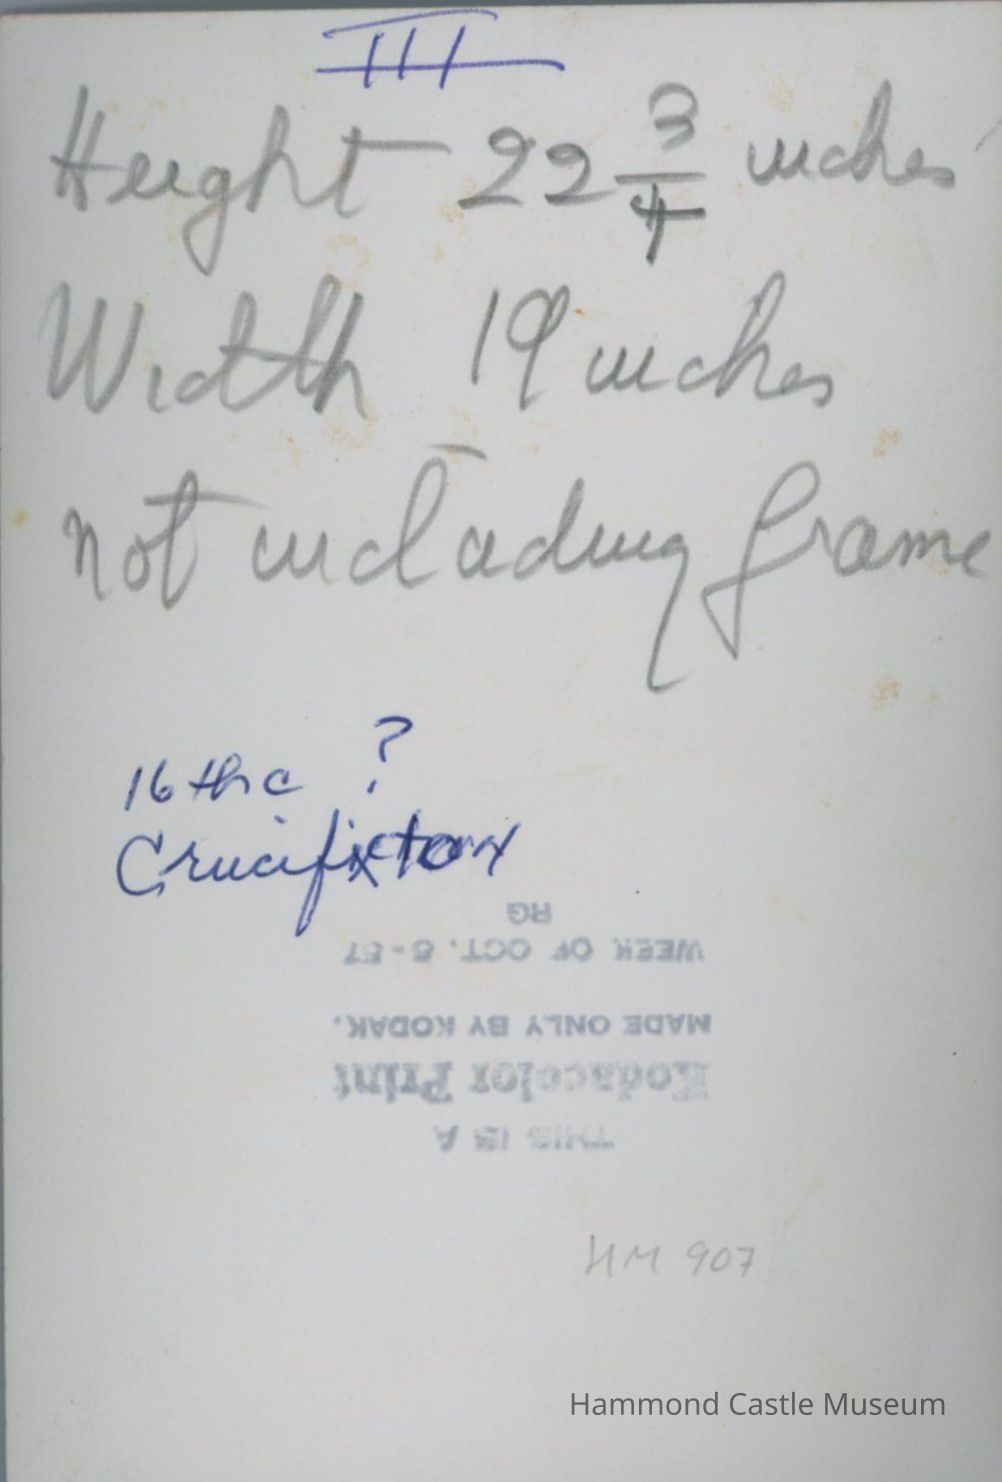 III
Height - 22 3/4 inches
Width 19 inches
not including frame
16th c ?
Crucifixion
RG
WEEK OF OCT. 5-57
MADE ONLY BY KODAK.
Kodacolor Print
THIS IS A
HM 907
Hammond Castle Museum